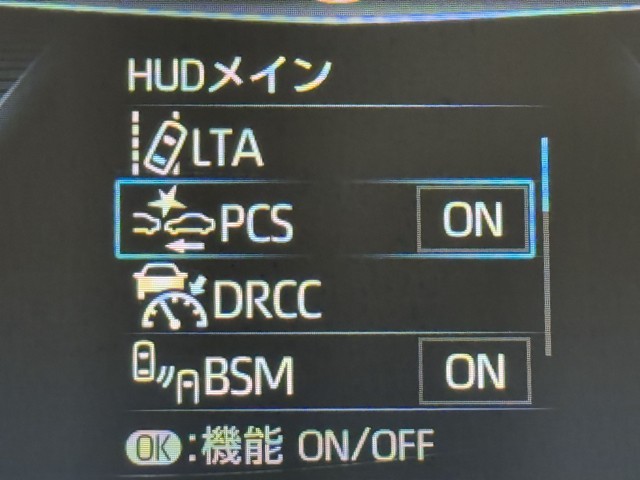 HUDメイン
LTA
PCS ON
DRCC
BSM ON
OK:機能 ON/OFF